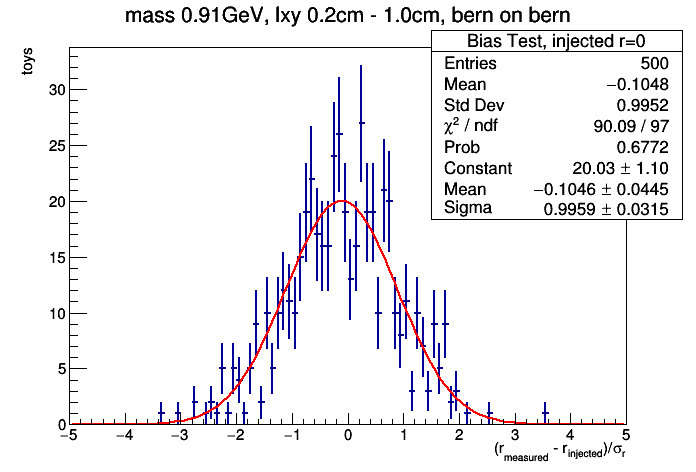 mass 0.91GeV, lxy 0.2cm - 1.0cm, bern on bern
Bias Test, injected r=0
Entries 500
Mean −0.1048
Std Dev 0.9952
χ² / ndf 90.09 / 97
Prob 0.6772
Constant 20.03 ± 1.10
Mean −0.1046 ± 0.0445
Sigma 0.9959 ± 0.0315
toys
30
25
20
15
10
5
0
−5 −4 −3 −2 −1 0 1 2 3 4 5
(r_measured - r_injected)/σ_r